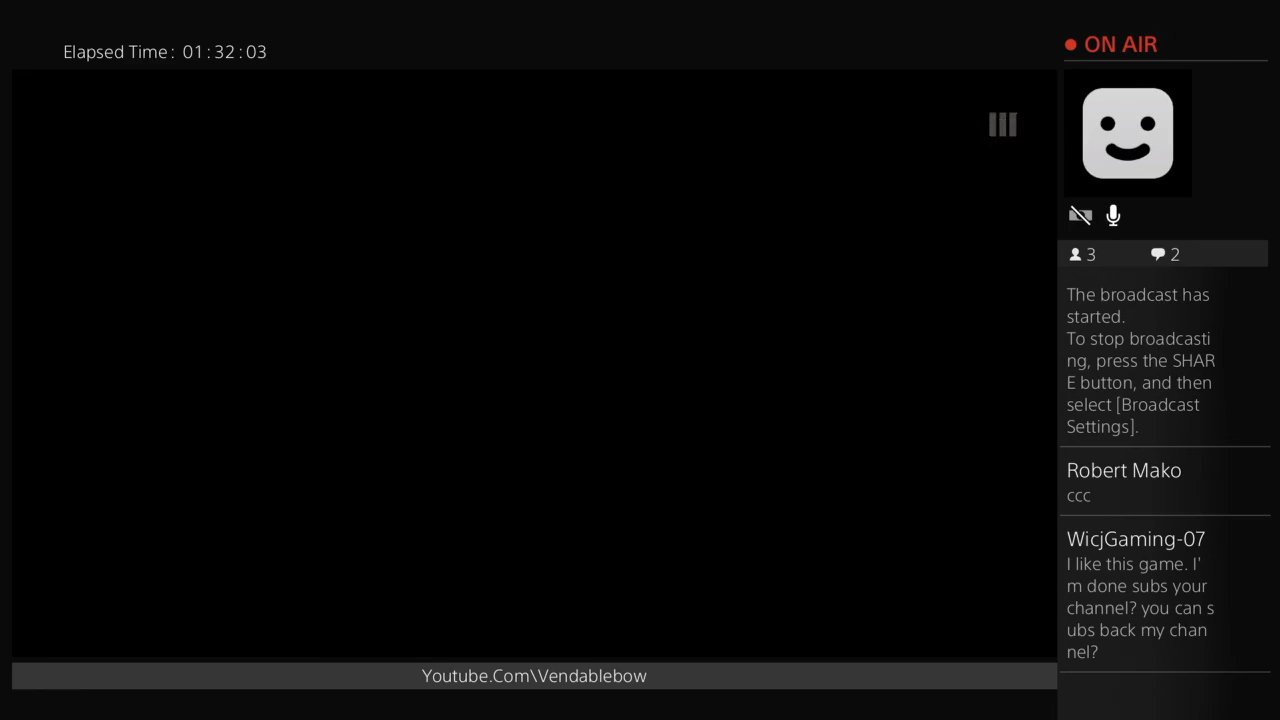 Elapsed Time: 01:32:03
ON AIR
3 2
The broadcast has
started.
To stop broadcasti
ng, press the SHAR
E button, and then
select [Broadcast
Settings].
Robert Mako
ccc
WicjGaming-07
I like this game. I'
m done subs your
channel? you can s
ubs back my chan
nel?
Youtube.Com\Vendablebow